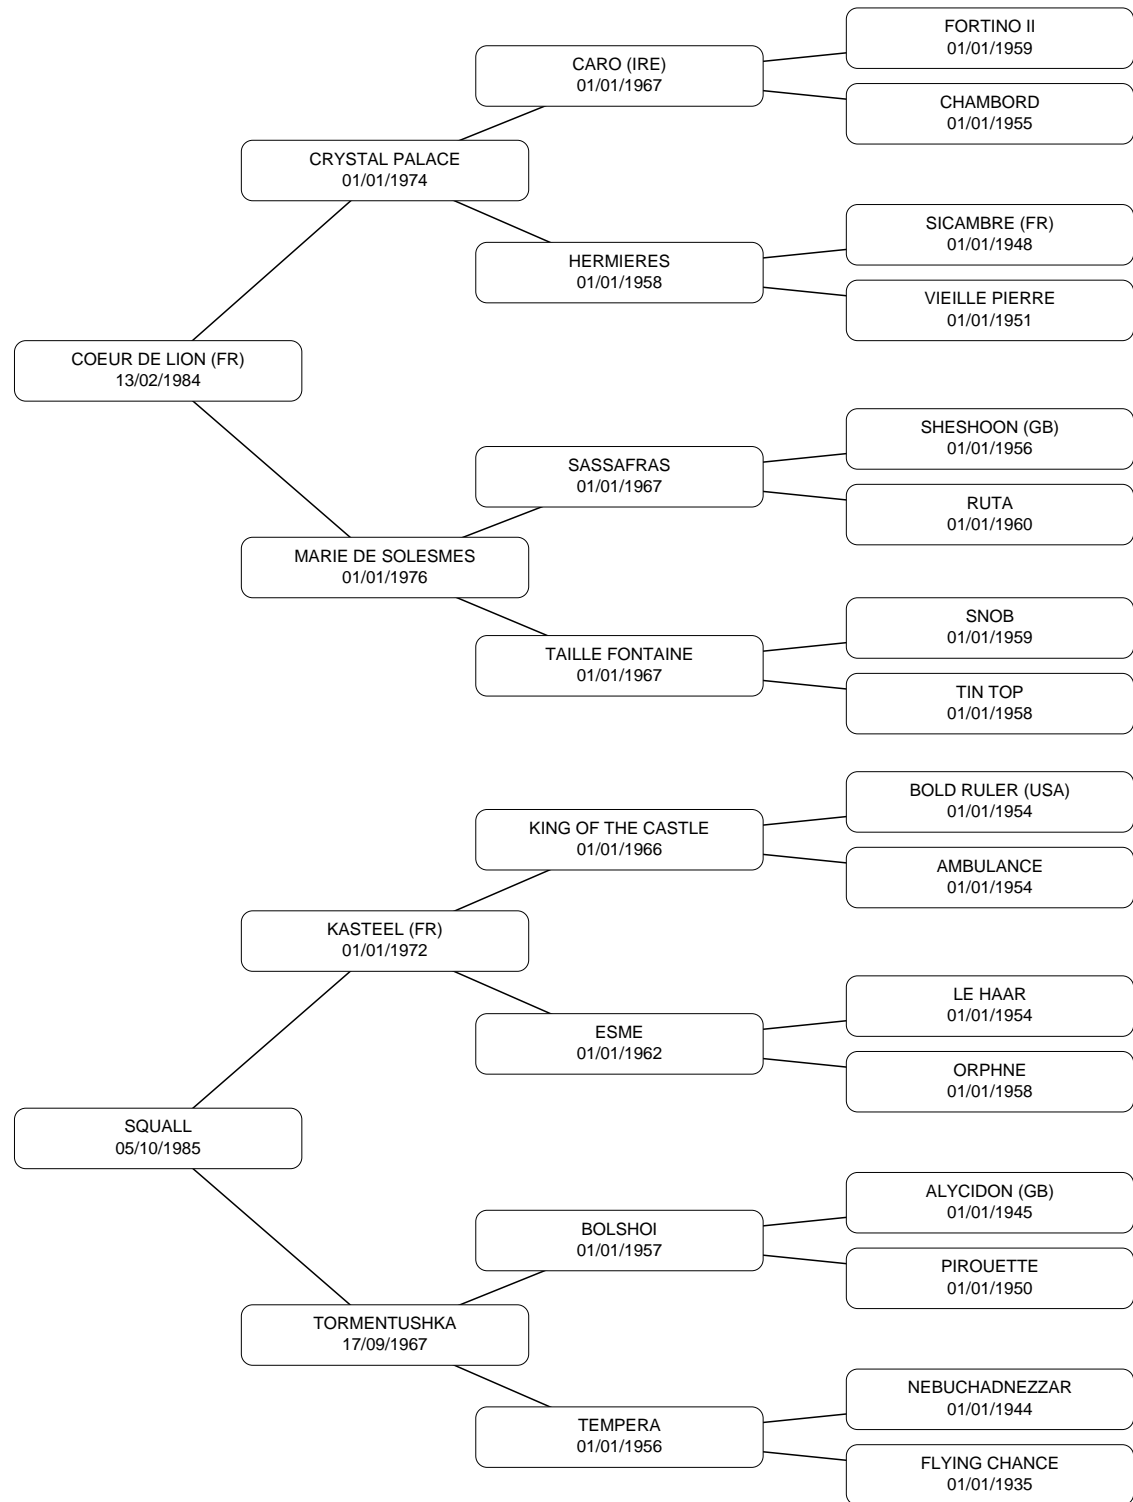 FORTINO II
01/01/1959
CARO (IRE)
01/01/1967
CHAMBORD
01/01/1955
CRYSTAL PALACE
01/01/1974
SICAMBRE (FR)
01/01/1948
HERMIERES
01/01/1958
VIEILLE PIERRE
01/01/1951
COEUR DE LION (FR)
13/02/1984
SHESHOON (GB)
01/01/1956
SASSAFRAS
01/01/1967
RUTA
01/01/1960
MARIE DE SOLESMES
01/01/1976
SNOB
01/01/1959
TAILLE FONTAINE
01/01/1967
TIN TOP
01/01/1958
BOLD RULER (USA)
01/01/1954
KING OF THE CASTLE
01/01/1966
AMBULANCE
01/01/1954
KASTEEL (FR)
01/01/1972
LE HAAR
01/01/1954
ESME
01/01/1962
ORPHNE
01/01/1958
SQUALL
05/10/1985
ALYCIDON (GB)
01/01/1945
BOLSHOI
01/01/1957
PIROUETTE
01/01/1950
TORMENTUSHKA
17/09/1967
NEBUCHADNEZZAR
01/01/1944
TEMPERA
01/01/1956
FLYING CHANCE
01/01/1935